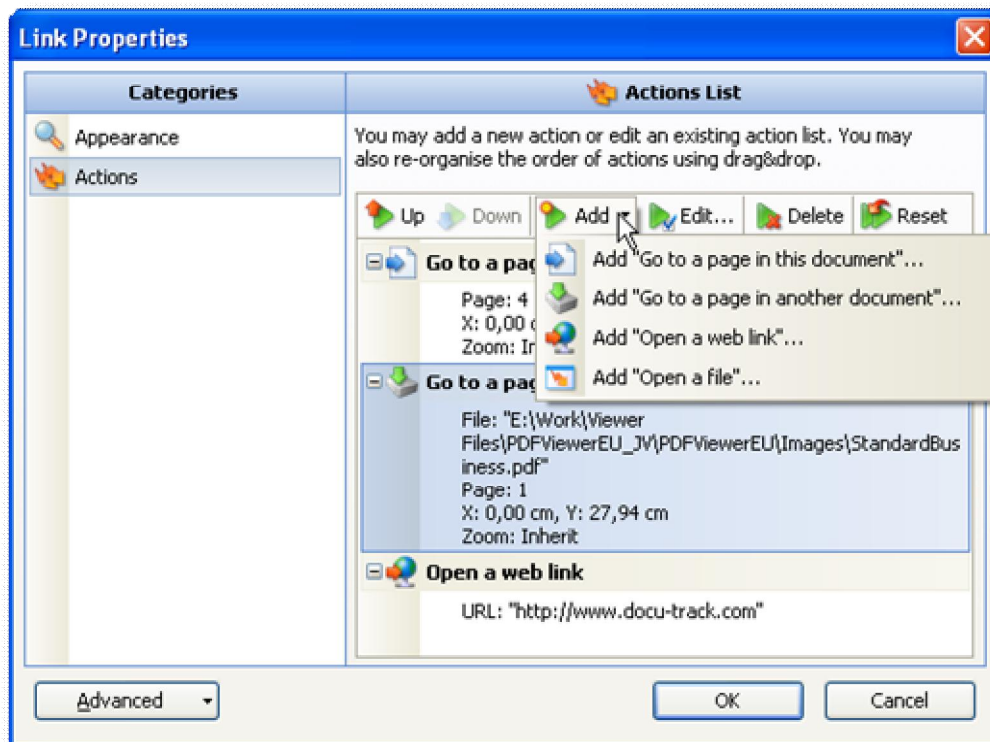 Link Properties
Categories
Actions List
Appearance
Actions
You may add a new action or edit an existing action list. You may
also re-organise the order of actions using drag&drop.
Up Down Add Edit... Delete Reset
Add "Go to a page in this document"...
Add "Go to a page in another document"...
Add "Open a web link"...
Add "Open a file"...
Go to a
Page: 4
X: 0,00
Zoom:
Go to a
File: "E:\Work\Viewer
Files\PDFViewerEU_JV\PDFViewerEU\Images\StandardBus
iness.pdf"
Page: 1
X: 0,00 cm, Y: 27,94 cm
Zoom: Inherit
Open a web link
URL: "http://www.docu-track.com"
Advanced
OK
Cancel